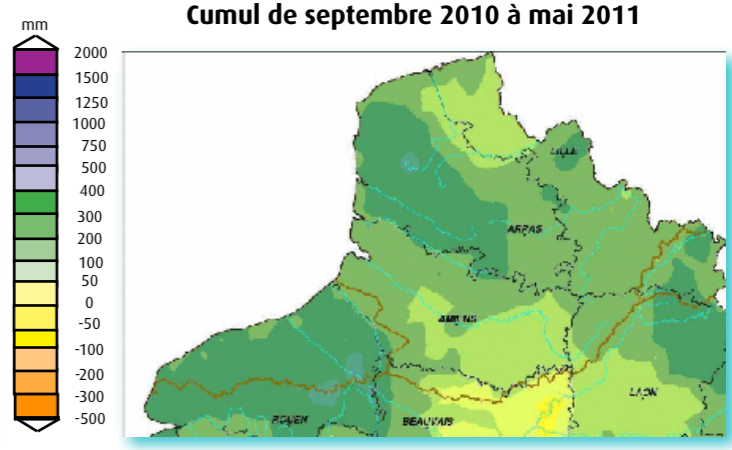 Cumul de septembre 2010 à mai 2011
mm
2000
1500
1250
1000
750
500
400
300
200
100
50
0
-50
-100
-200
-300
-500
LILLE
ARRAS
AMIENS
LAON
ROUEN
BEAUVAIS